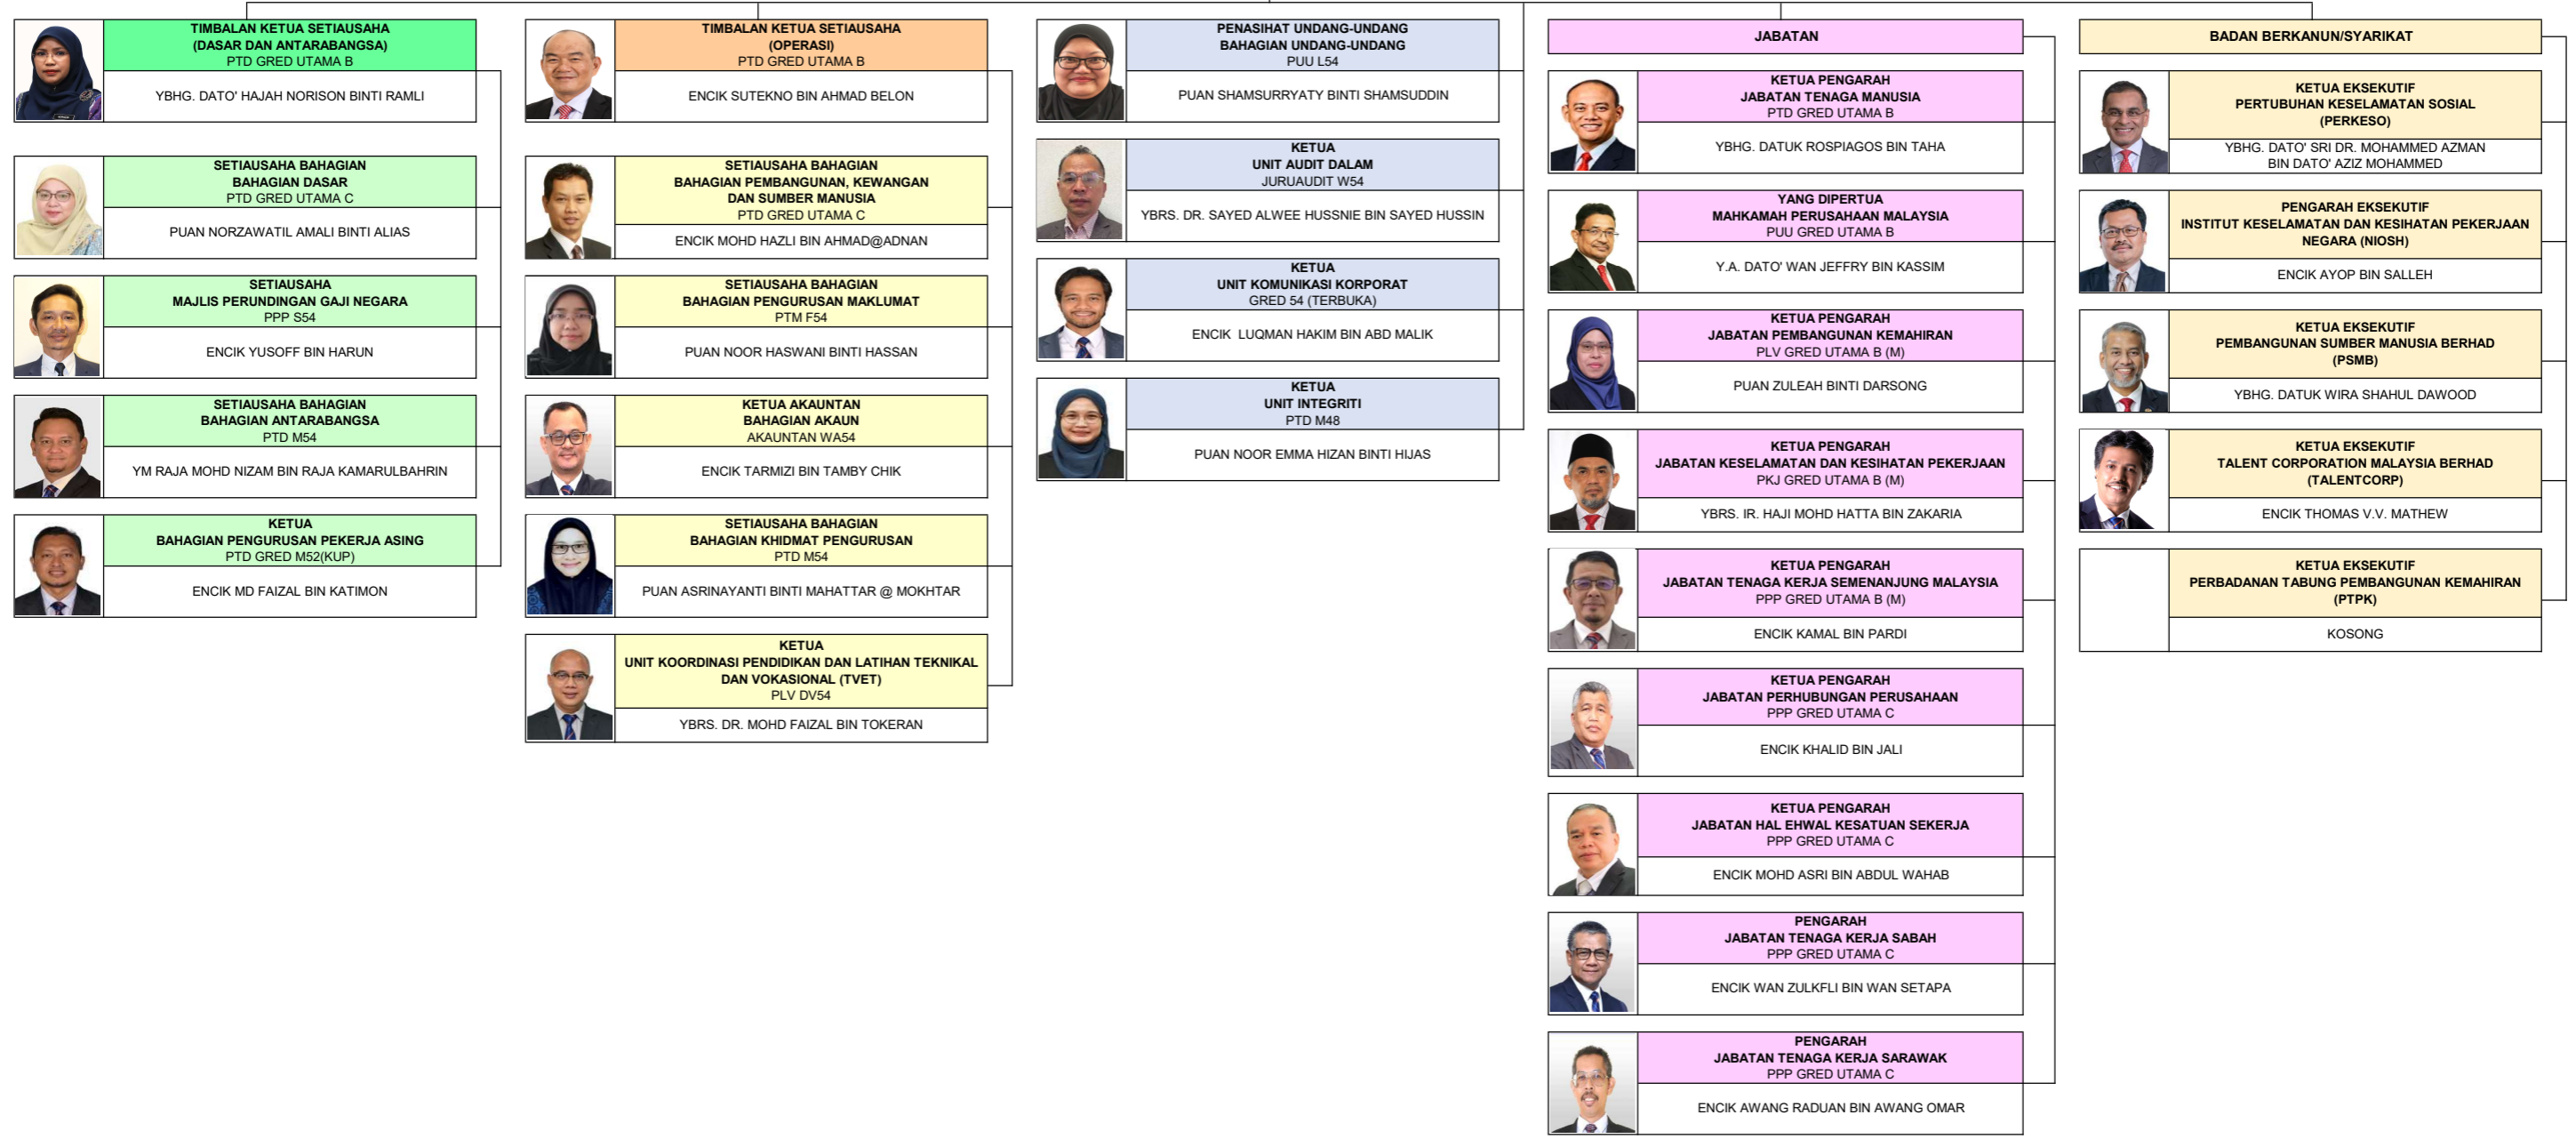 TIMBALAN KETUA SETIAUSAHA
(DASAR DAN ANTARABANGSA)
PTD GRED UTAMA B
YBHG. DATO' HAJAH NORISON BINTI RAMLI
SETIAUSAHA BAHAGIAN
BAHAGIAN DASAR
PTD GRED UTAMA C
PUAN NORZAWATIL AMALI BINTI ALIAS
SETIAUSAHA
MAJLIS PERUNDINGAN GAJI NEGARA
PPP S54
ENCIK YUSOFF BIN HARUN
SETIAUSAHA BAHAGIAN
BAHAGIAN ANTARABANGSA
PTD M54
YM RAJA MOHD NIZAM BIN RAJA KAMARULBAHRIN
KETUA
BAHAGIAN PENGURUSAN PEKERJA ASING
PTD GRED M52(KUP)
ENCIK MD FAIZAL BIN KATIMON
TIMBALAN KETUA SETIAUSAHA
(OPERASI)
PTD GRED UTAMA B
ENCIK SUTEKNO BIN AHMAD BELON
SETIAUSAHA BAHAGIAN
BAHAGIAN PEMBANGUNAN, KEWANGAN
DAN SUMBER MANUSIA
PTD GRED UTAMA C
ENCIK MOHD HAZLI BIN AHMAD@ADNAN
SETIAUSAHA BAHAGIAN
BAHAGIAN PENGURUSAN MAKLUMAT
PTM F54
PUAN NOOR HASWANI BINTI HASSAN
KETUA AKAUNTAN
BAHAGIAN AKAUN
AKAUNTAN WA54
ENCIK TARMIZI BIN TAMBY CHIK
SETIAUSAHA BAHAGIAN
BAHAGIAN KHIDMAT PENGURUSAN
PTD M54
PUAN ASRINAYANTI BINTI MAHATTAR @ MOKHTAR
KETUA
UNIT KOORDINASI PENDIDIKAN DAN LATIHAN TEKNIKAL
DAN VOKASIONAL (TVET)
PLV DV54
YBRS. DR. MOHD FAIZAL BIN TOKERAN
PENASIHAT UNDANG-UNDANG
BAHAGIAN UNDANG-UNDANG
PUU L54
PUAN SHAMSURRYATY BINTI SHAMSUDDIN
KETUA
UNIT AUDIT DALAM
JURUAUDIT W54
YBRS. DR. SAYED ALWEE HUSSNIE BIN SAYED HUSSIN
KETUA
UNIT KOMUNIKASI KORPORAT
GRED 54 (TERBUKA)
ENCIK LUQMAN HAKIM BIN ABD MALIK
KETUA
UNIT INTEGRITI
PTD M48
PUAN NOOR EMMA HIZAN BINTI HIJAS
JABATAN
KETUA PENGARAH
JABATAN TENAGA MANUSIA
PTD GRED UTAMA B
YBHG. DATUK ROSPIAGOS BIN TAHA
YANG DIPERTUA
MAHKAMAH PERUSAHAAN MALAYSIA
PUU GRED UTAMA B
Y.A. DATO' WAN JEFFRY BIN KASSIM
KETUA PENGARAH
JABATAN PEMBANGUNAN KEMAHIRAN
PLV GRED UTAMA B (M)
PUAN ZULEAH BINTI DARSONG
KETUA PENGARAH
JABATAN KESELAMATAN DAN KESIHATAN PEKERJAAN
PKJ GRED UTAMA B (M)
YBRS. IR. HAJI MOHD HATTA BIN ZAKARIA
KETUA PENGARAH
JABATAN TENAGA KERJA SEMENANJUNG MALAYSIA
PPP GRED UTAMA B (M)
ENCIK KAMAL BIN PARDI
KETUA PENGARAH
JABATAN PERHUBUNGAN PERUSAHAAN
PPP GRED UTAMA C
ENCIK KHALID BIN JALI
KETUA PENGARAH
JABATAN HAL EHWAL KESATUAN SEKERJA
PPP GRED UTAMA C
ENCIK MOHD ASRI BIN ABDUL WAHAB
PENGARAH
JABATAN TENAGA KERJA SABAH
PPP GRED UTAMA C
ENCIK WAN ZULKFLI BIN WAN SETAPA
PENGARAH
JABATAN TENAGA KERJA SARAWAK
PPP GRED UTAMA C
ENCIK AWANG RADUAN BIN AWANG OMAR
BADAN BERKANUN/SYARIKAT
KETUA EKSEKUTIF
PERTUBUHAN KESELAMATAN SOSIAL
(PERKESO)
YBHG. DATO' SRI DR. MOHAMMED AZMAN
BIN DATO' AZIZ MOHAMMED
PENGARAH EKSEKUTIF
INSTITUT KESELAMATAN DAN KESIHATAN PEKERJAAN
NEGARA (NIOSH)
ENCIK AYOP BIN SALLEH
KETUA EKSEKUTIF
PEMBANGUNAN SUMBER MANUSIA BERHAD
(PSMB)
YBHG. DATUK WIRA SHAHUL DAWOOD
KETUA EKSEKUTIF
TALENT CORPORATION MALAYSIA BERHAD
(TALENTCORP)
ENCIK THOMAS V.V. MATHEW
KETUA EKSEKUTIF
PERBADANAN TABUNG PEMBANGUNAN KEMAHIRAN
(PTPK)
KOSONG